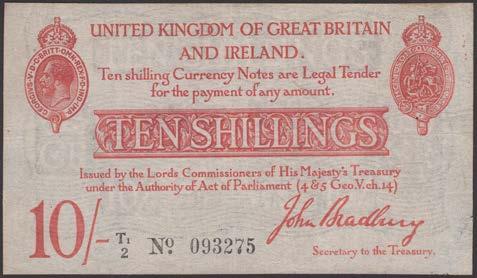 UNITED KINGDOM OF GREAT BRITAIN
AND IRELAND.
Ten shilling Currency Notes are Legal Tender
for the payment of any amount.
TEN SHILLINGS
Issued by the Lords Commissioners of His Majesty's Treasury
under the Authority of Act of Parliament (4 & 5 Geo.V. ch.14)
10/- T1/2 No 093275
John Bradbury
Secretary to the Treasury.